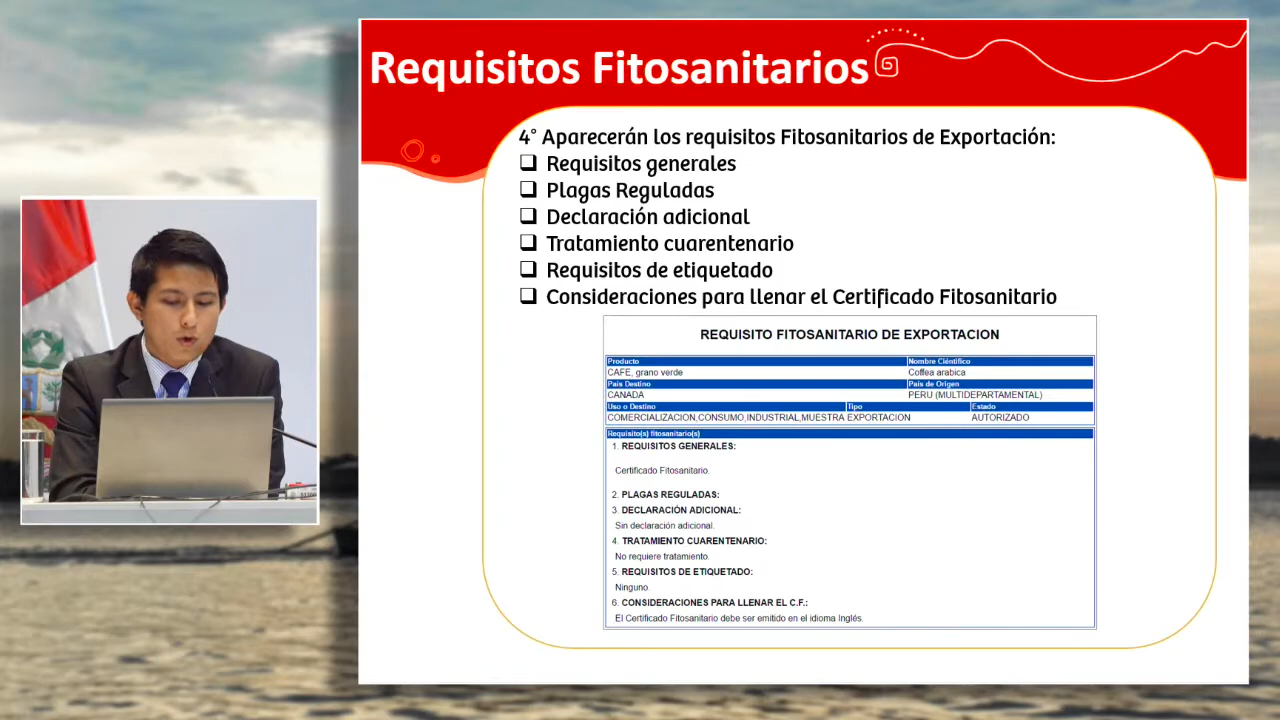 Requisitos Fitosanitarios
4° Aparecerán los requisitos Fitosanitarios de Exportación:
Requisitos generales
Plagas Reguladas
Declaración adicional
Tratamiento cuarentenario
Requisitos de etiquetado
Consideraciones para llenar el Certificado Fitosanitario
REQUISITO FITOSANITARIO DE EXPORTACION
Producto Nombre Ciéntifico
CAFE, grano verde Coffea arabica
País Destino País de Origen
CANADA PERU (MULTIDEPARTAMENTAL)
Uso o Destino Tipo Estado
COMERCIALIZACION,CONSUMO,INDUSTRIAL,MUESTRA EXPORTACION AUTORIZADO
Requisito(s) fitosanitario(s)
1. REQUISITOS GENERALES:
Certificado Fitosanitario.
2. PLAGAS REGULADAS:
3. DECLARACIÓN ADICIONAL:
Sin declaración adicional.
4. TRATAMIENTO CUARENTENARIO:
No requiere tratamiento.
5. REQUISITOS DE ETIQUETADO:
Ninguno.
6. CONSIDERACIONES PARA LLENAR EL C.F.:
El Certificado Fitosanitario debe ser emitido en el idioma Inglés.